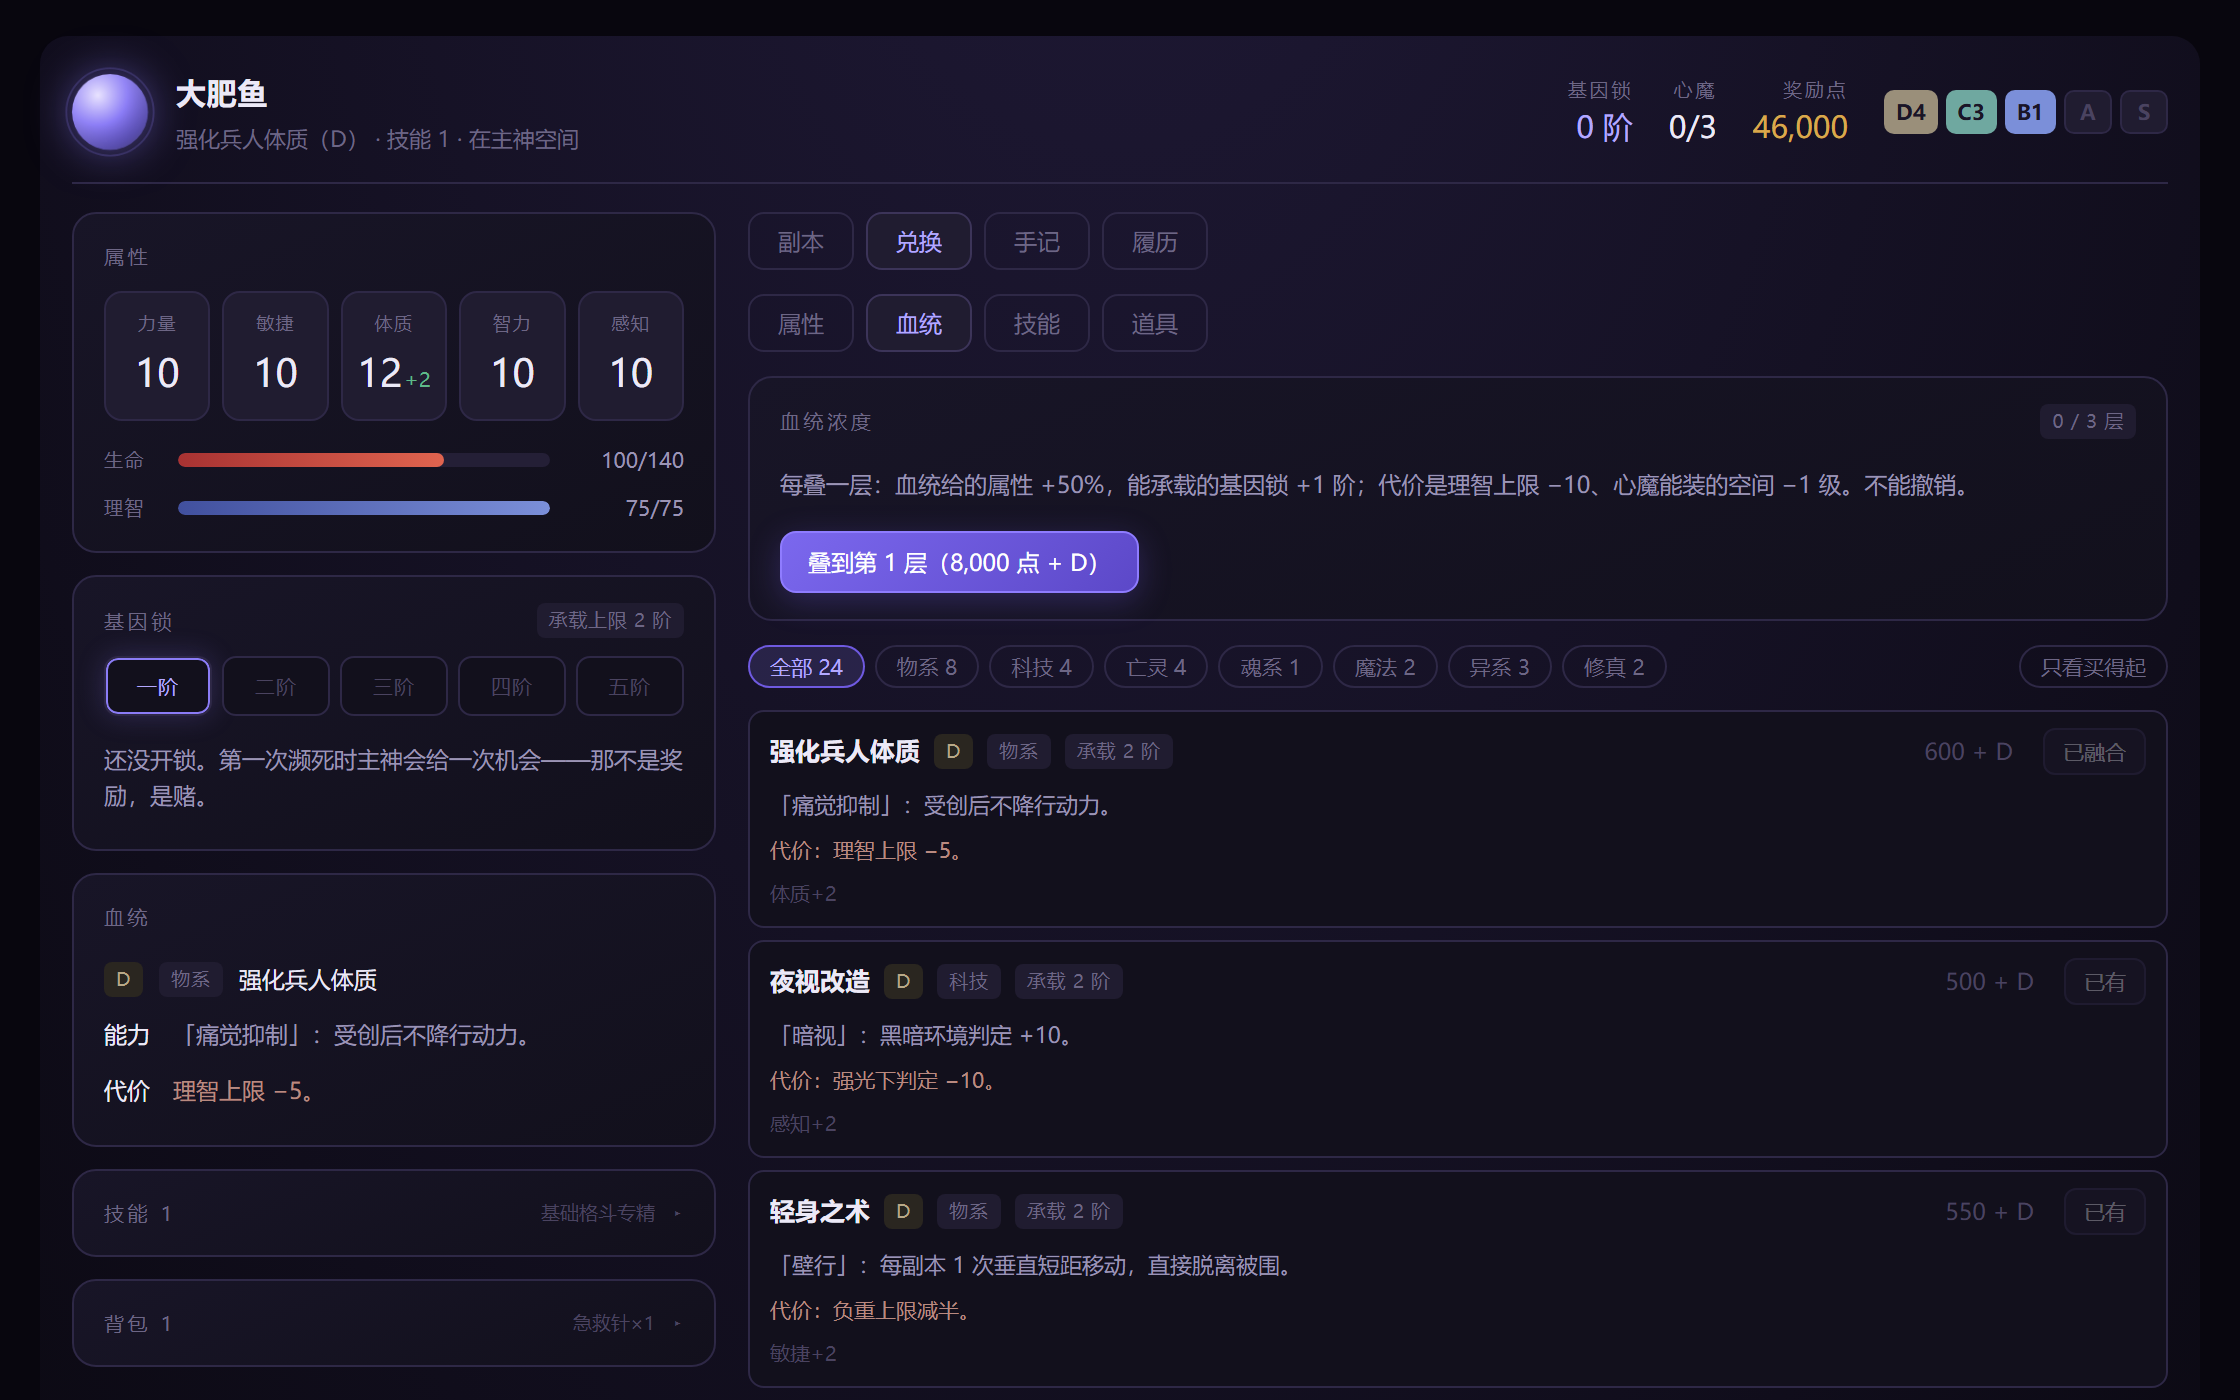 大肥鱼
强化兵人体质（D） · 技能 1 · 在主神空间
基因锁
0 阶
心魔
0/3
奖励点
46,000
D4 C3 B1 A S
属性
力量 敏捷 体质 智力 感知
10 10 12+2 10 10
生命 100/140
理智 75/75
基因锁 承载上限 2 阶
一阶 二阶 三阶 四阶 五阶
还没开锁。第一次濒死时主神会给一次机会——那不是奖
励，是赌。
血统
D 物系 强化兵人体质
能力 「痛觉抑制」：受创后不降行动力。
代价 理智上限 −5。
技能 1 基础格斗专精 ▸
背包 1 急救针×1 ▸
副本 兑换 手记 履历
属性 血统 技能 道具
血统浓度 0 / 3 层
每叠一层：血统给的属性 +50%，能承载的基因锁 +1 阶；代价是理智上限 −10、心魔能装的空间 −1 级。不能撤销。
叠到第 1 层（8,000 点 + D）
全部 24 物系 8 科技 4 亡灵 4 魂系 1 魔法 2 异系 3 修真 2 只看买得起
强化兵人体质 D 物系 承载 2 阶 600 + D 已融合
「痛觉抑制」：受创后不降行动力。
代价：理智上限 −5。
体质+2
夜视改造 D 科技 承载 2 阶 500 + D 已有
「暗视」：黑暗环境判定 +10。
代价：强光下判定 −10。
感知+2
轻身之术 D 物系 承载 2 阶 550 + D 已有
「壁行」：每副本 1 次垂直短距移动，直接脱离被围。
代价：负重上限减半。
敏捷+2